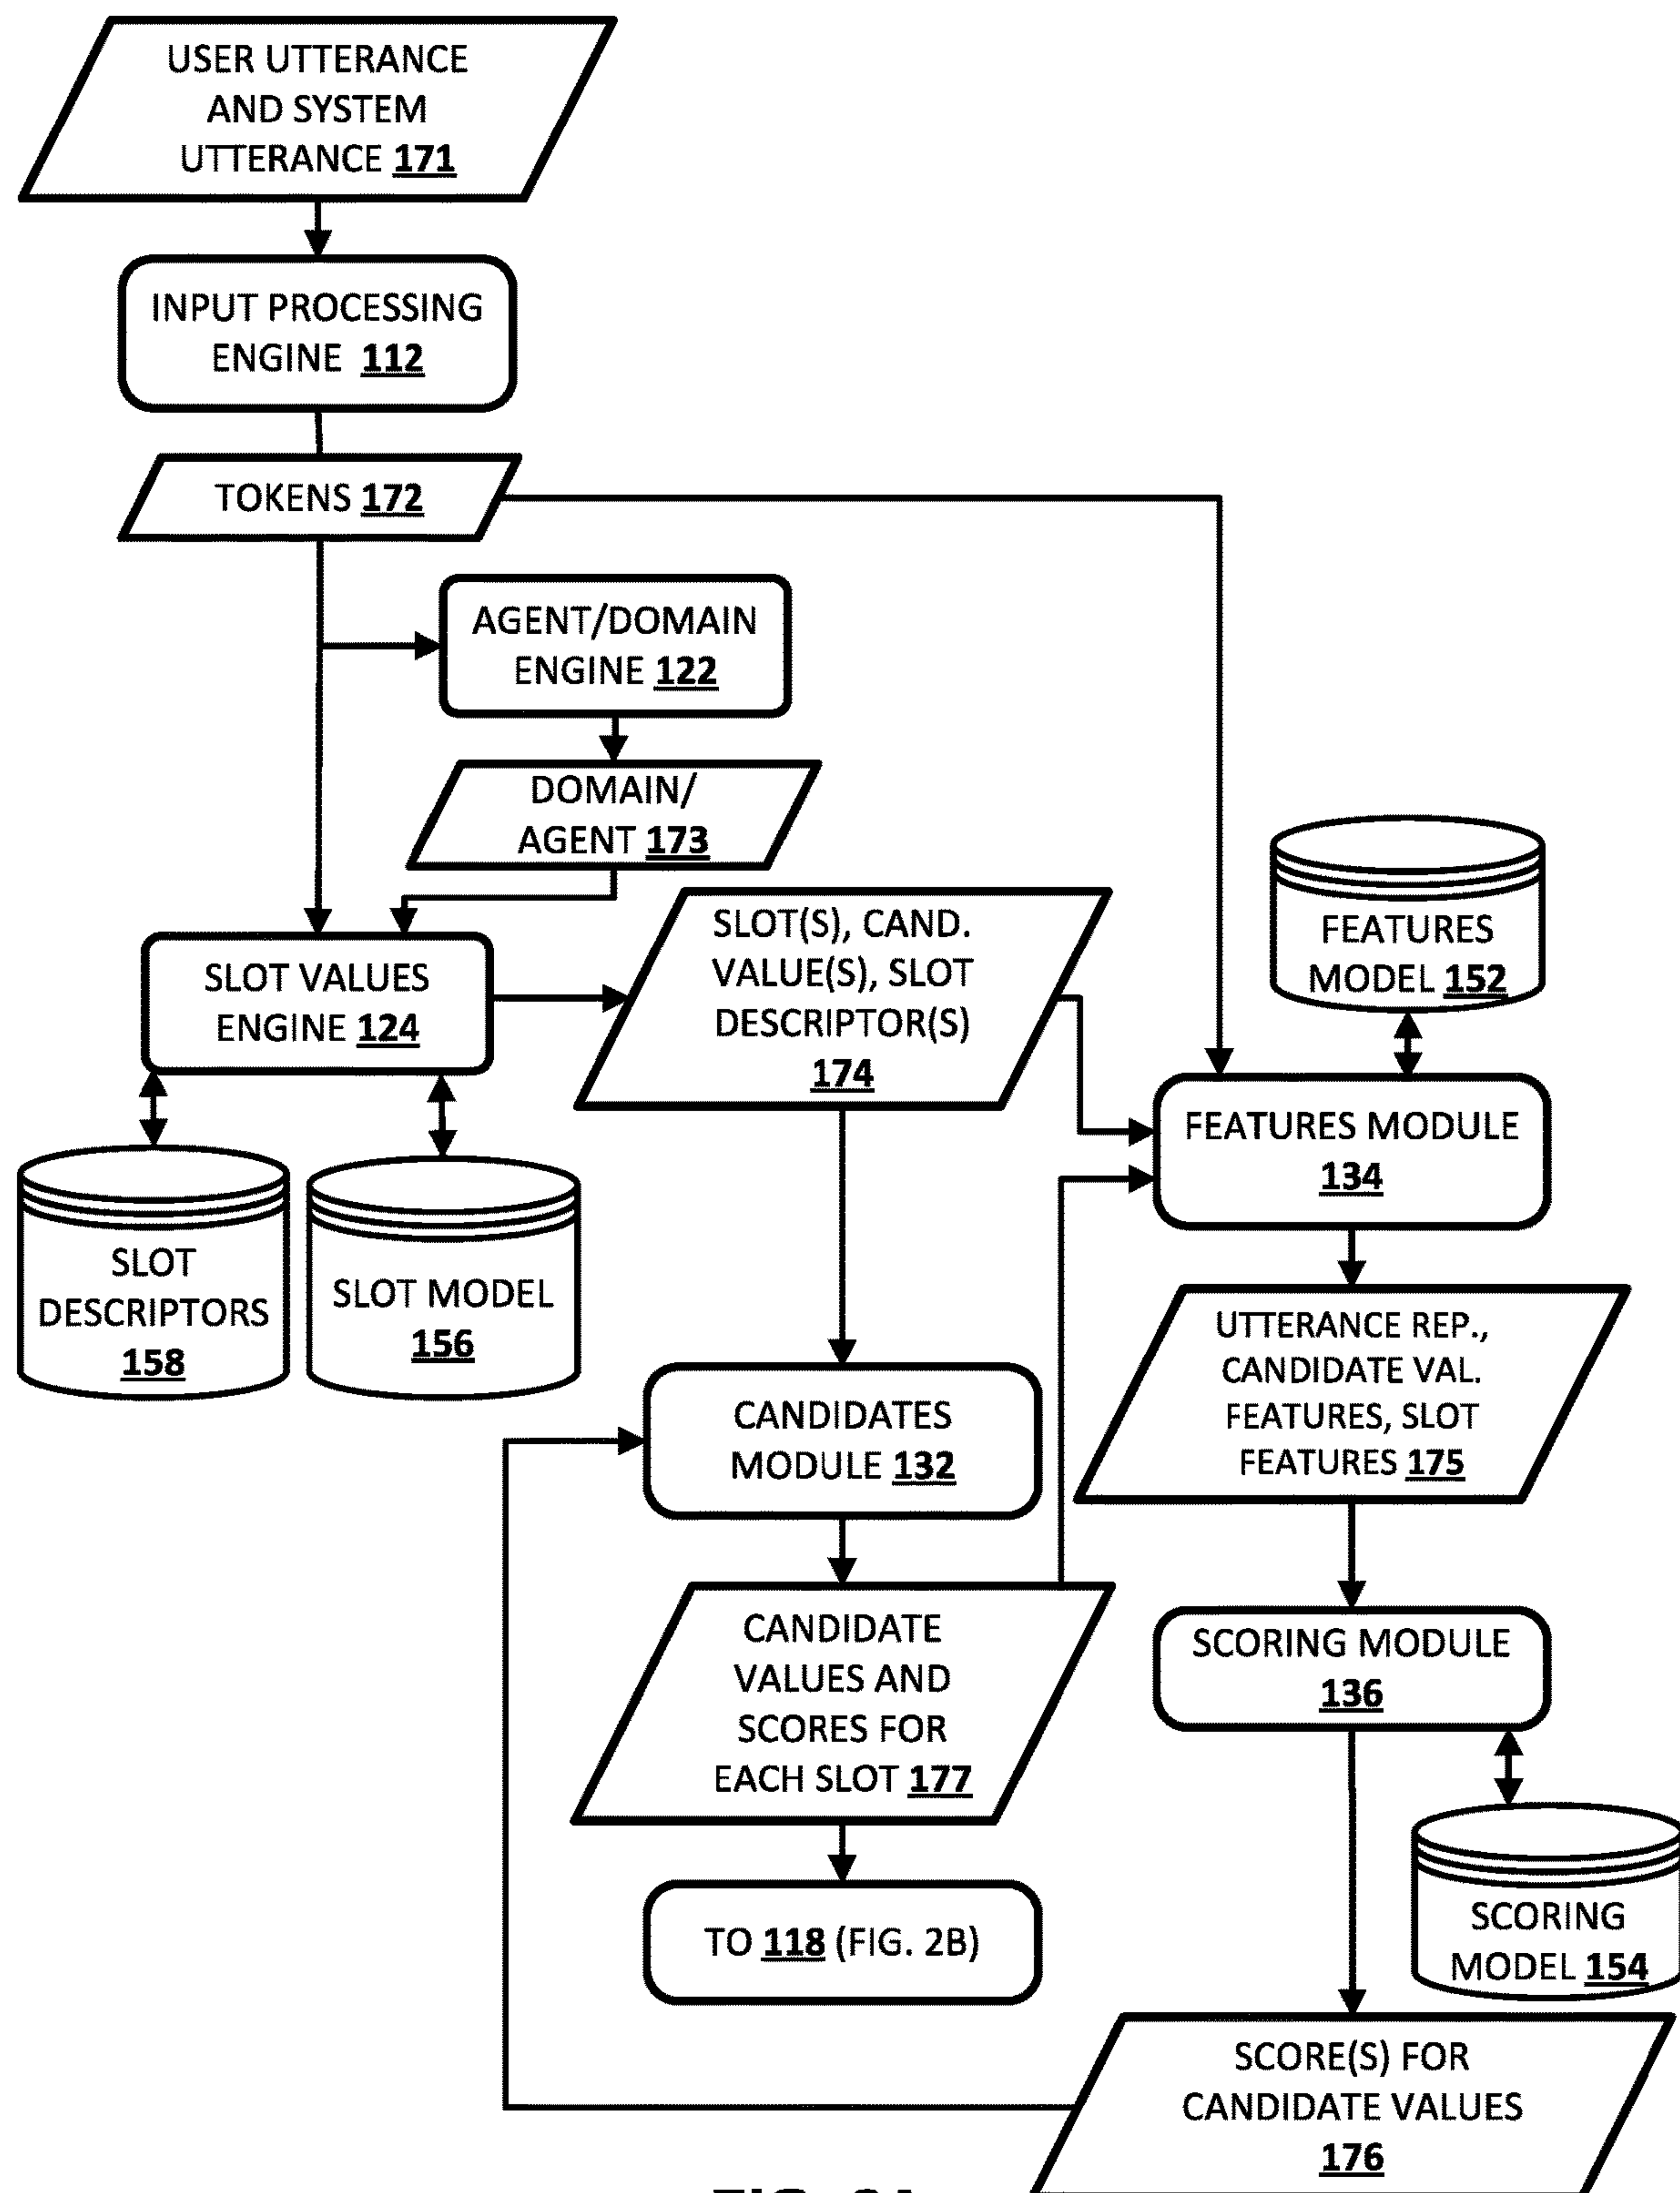 USER UTTERANCE
AND SYSTEM
UTTERANCE 171
INPUT PROCESSING
ENGINE 112
TOKENS 172
AGENT/DOMAIN
ENGINE 122
DOMAIN/
AGENT 173
SLOT VALUES
ENGINE 124
SLOT(S), CAND.
VALUE(S), SLOT
DESCRIPTOR(S)
174
FEATURES
MODEL 152
FEATURES MODULE
134
SLOT
DESCRIPTORS
158
SLOT MODEL
156
UTTERANCE REP.,
CANDIDATE VAL.
FEATURES, SLOT
FEATURES 175
CANDIDATES
MODULE 132
CANDIDATE
VALUES AND
SCORES FOR
EACH SLOT 177
SCORING MODULE
136
TO 118 (FIG. 2B)
SCORING
MODEL 154
SCORE(S) FOR
CANDIDATE VALUES
176